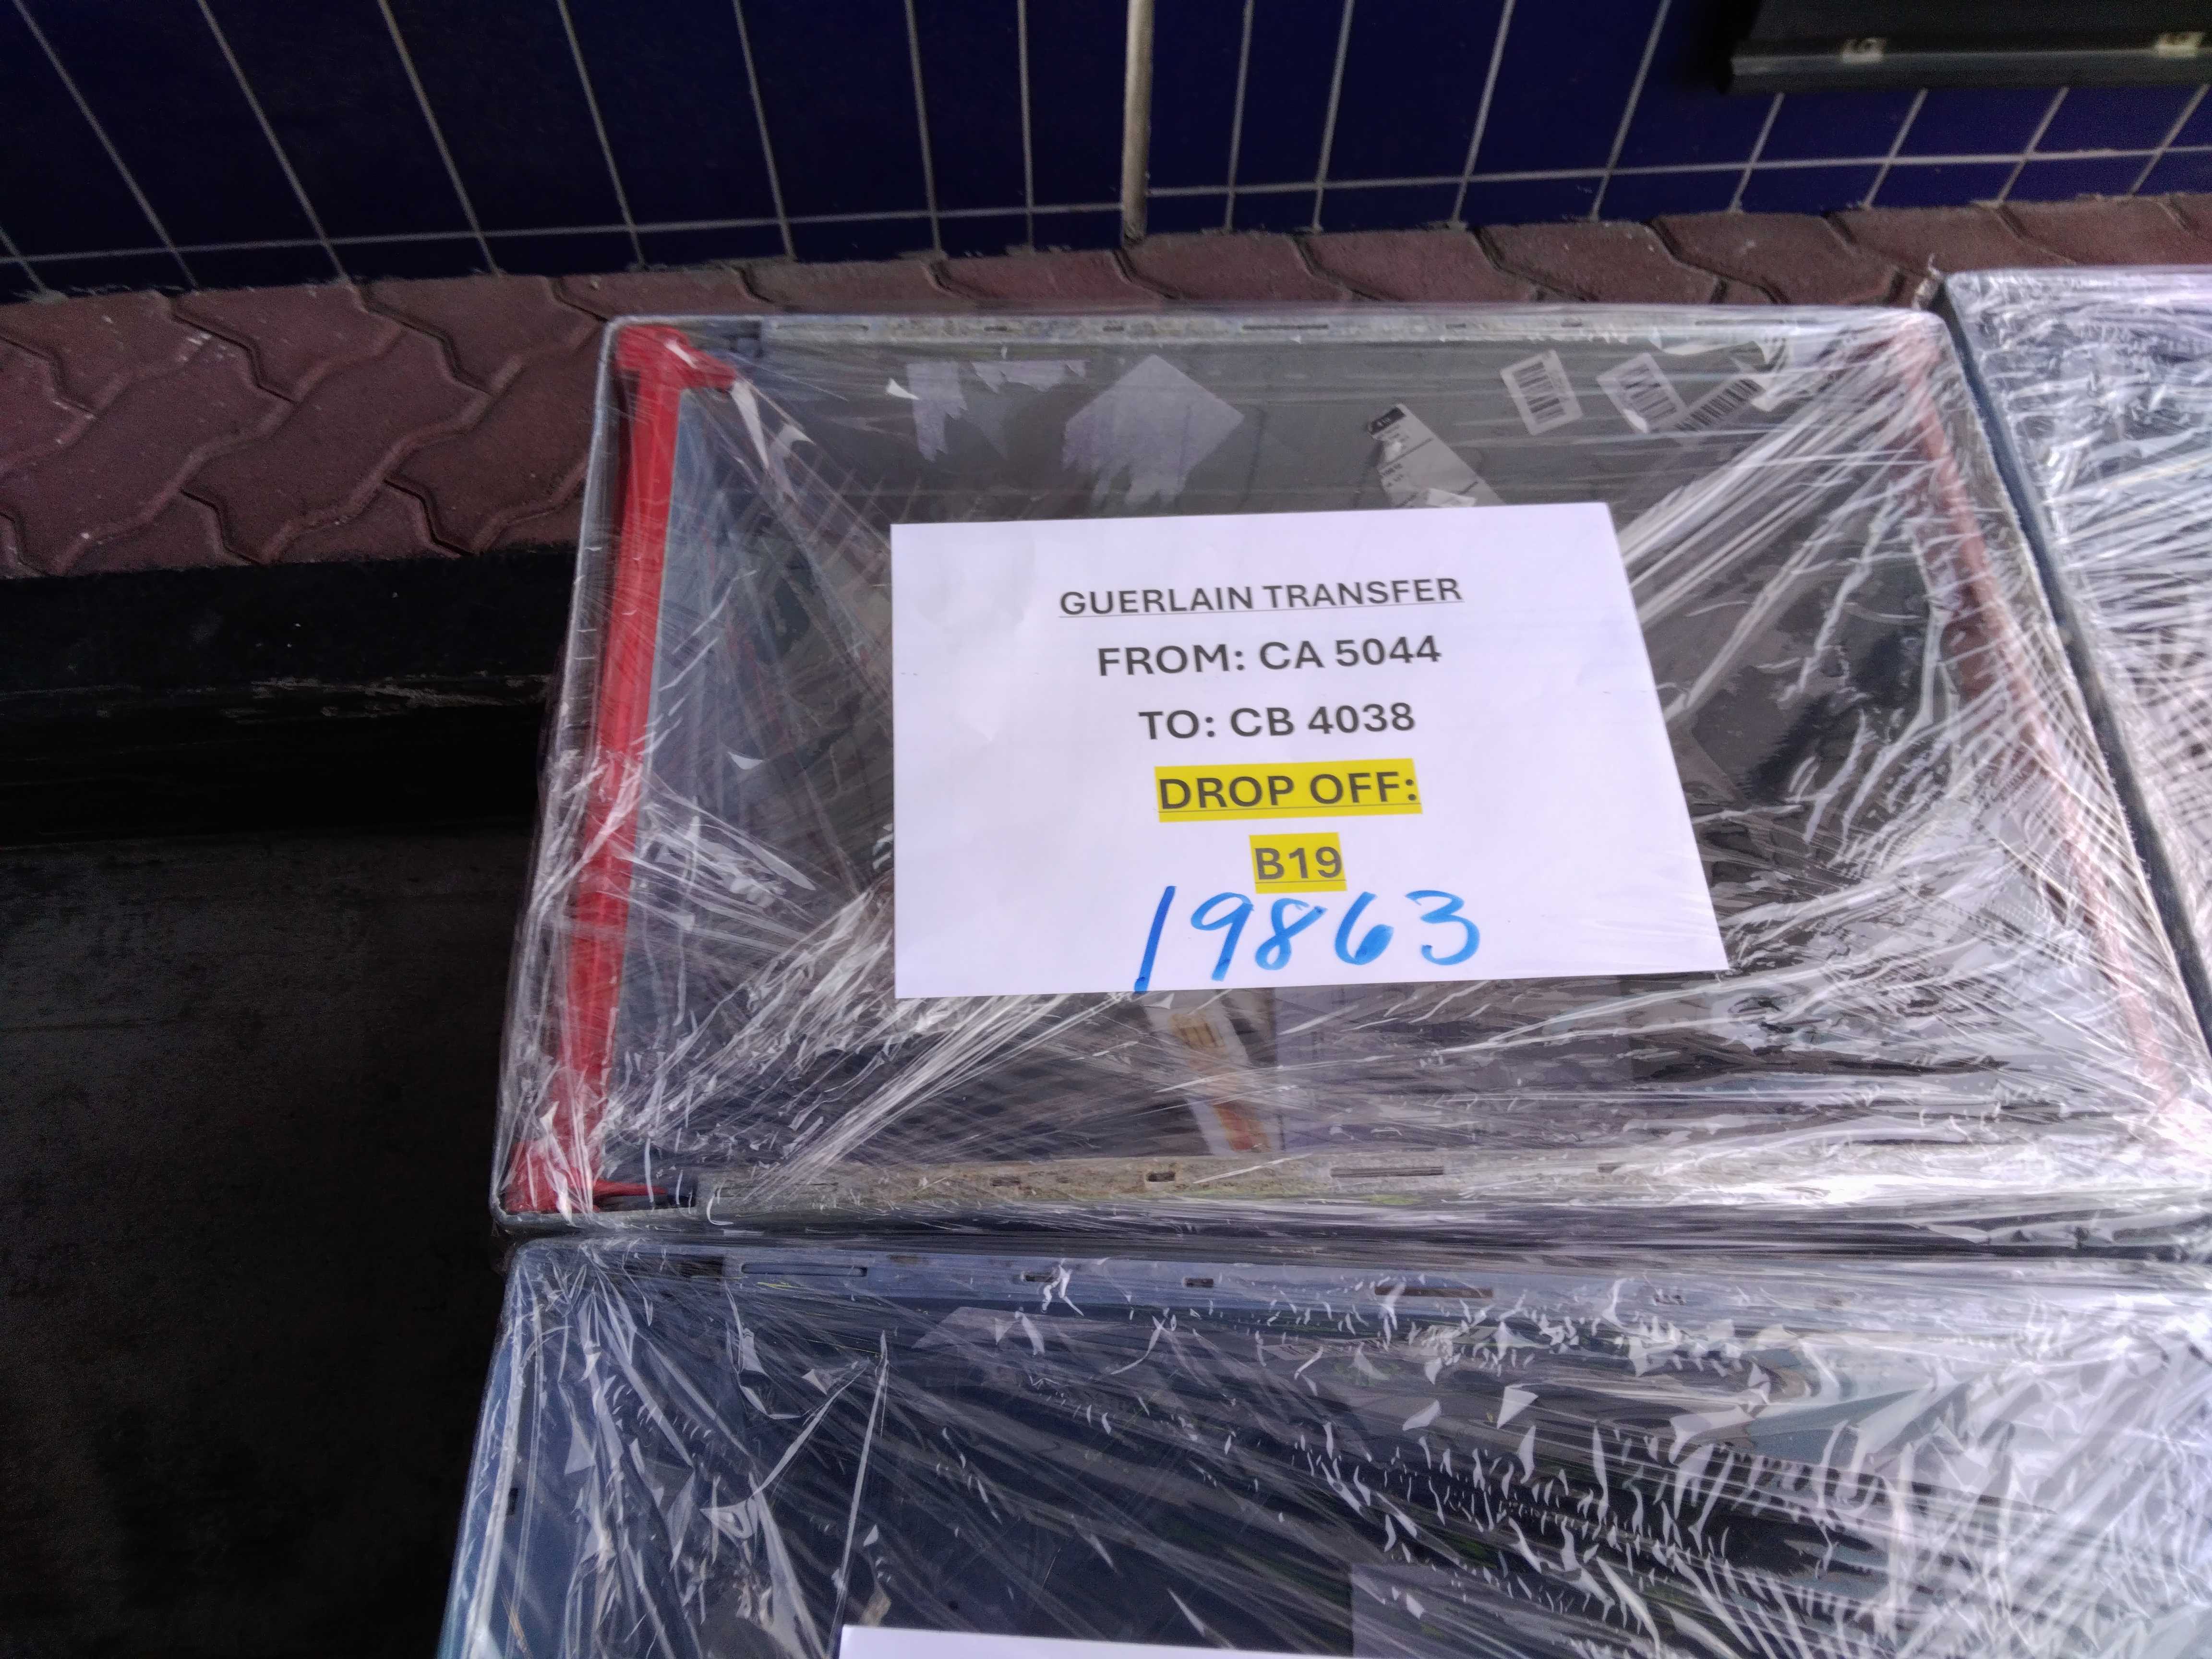 GUERLAIN TRANSFER
FROM: CA 5044
TO: CB 4038
DROP OFF:
B19
19863